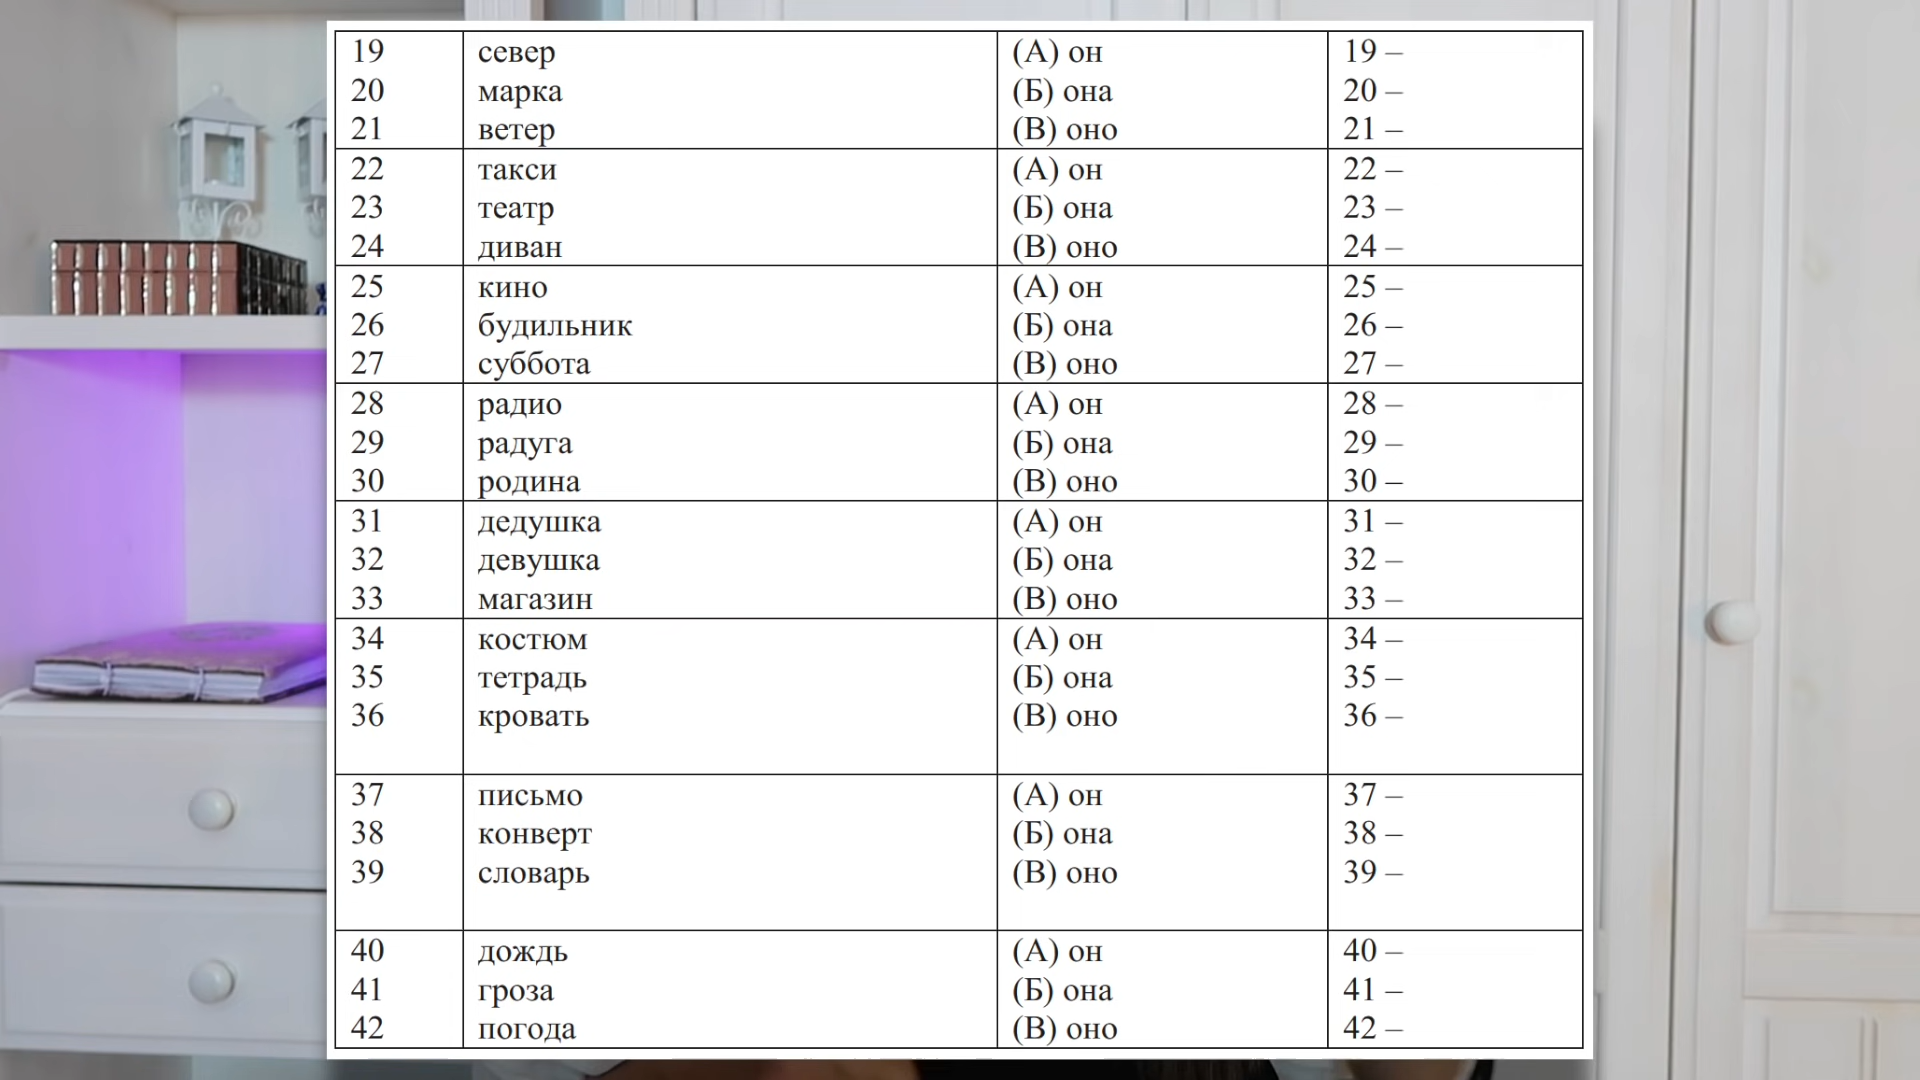 19 север (А) он 19 –
20 марка (Б) она 20 –
21 ветер (В) оно 21 –
22 такси (А) он 22 –
23 театр (Б) она 23 –
24 диван (В) оно 24 –
25 кино (А) он 25 –
26 будильник (Б) она 26 –
27 суббота (В) оно 27 –
28 радио (А) он 28 –
29 радуга (Б) она 29 –
30 родина (В) оно 30 –
31 дедушка (А) он 31 –
32 девушка (Б) она 32 –
33 магазин (В) оно 33 –
34 костюм (А) он 34 –
35 тетрадь (Б) она 35 –
36 кровать (В) оно 36 –
37 письмо (А) он 37 –
38 конверт (Б) она 38 –
39 словарь (В) оно 39 –
40 дождь (А) он 40 –
41 гроза (Б) она 41 –
42 погода (В) оно 42 –